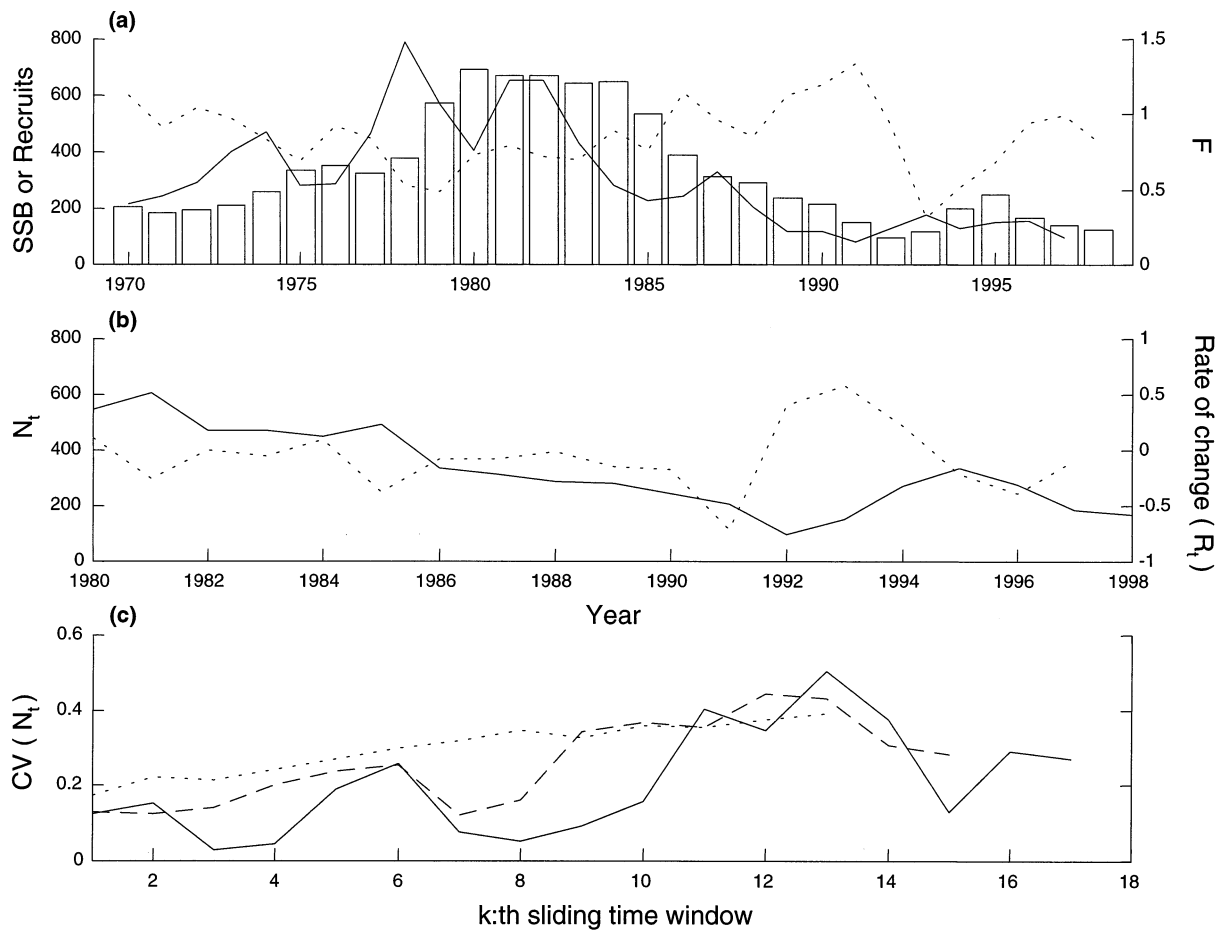 (a)
800
600
400
200
0
SSB or Recruits
1.5
1
0.5
0
F
1970 1975 1980 1985 1990 1995
(b)
800
600
400
200
0
N_t
1
0.5
0
-0.5
-1
Rate of change ( R_t )
1980 1982 1984 1986 1988 1990 1992 1994 1996 1998
Year
(c)
0.6
0.4
0.2
0
CV ( N_t )
2 4 6 8 10 12 14 16 18
k:th sliding time window